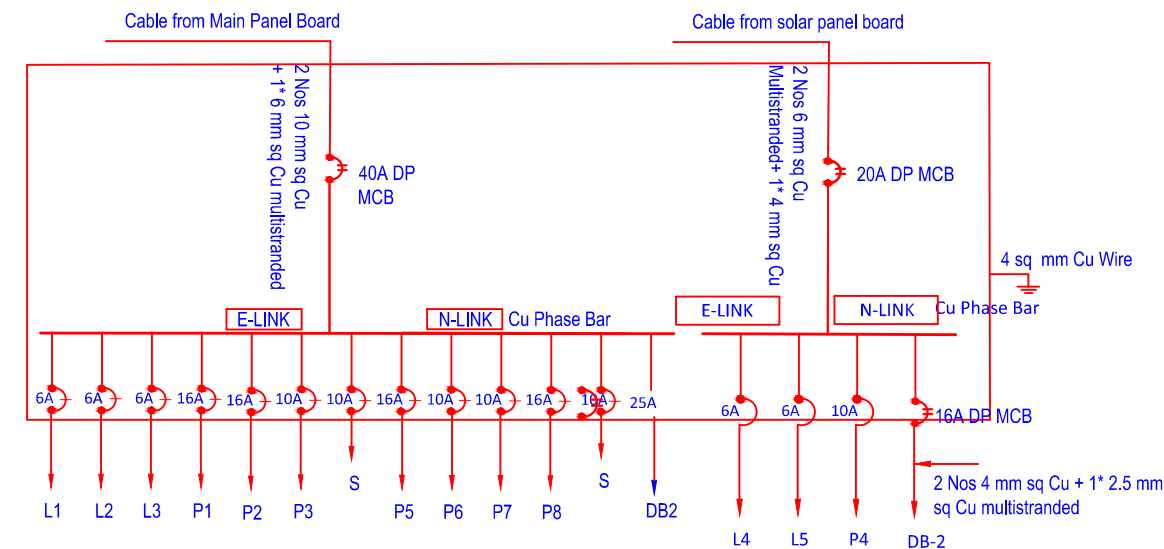 Cable from Main Panel Board
Cable from solar panel board
2 Nos 10 mm sq Cu
+ 1* 6 mm sq Cu multistranded
40A DP
MCB
2 Nos 6 mm sq Cu
Multistranded+ 1* 4 mm sq Cu
20A DP MCB
4 sq mm Cu Wire
E-LINK
N-LINK
Cu Phase Bar
E-LINK
N-LINK
Cu Phase Bar
6A
6A
6A
16A
16A
10A
10A
16A
10A
10A
16A
25A
6A
6A
10A
16A DP MCB
L1
L2
L3
P1
P2
P3
S
P5
P6
P7
P8
S
DB2
L4
L5
P4
DB-2
2 Nos 4 mm sq Cu + 1* 2.5 mm
sq Cu multistranded